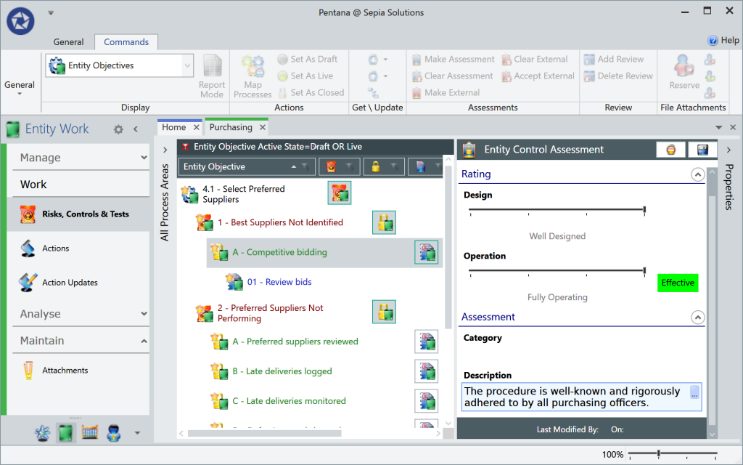 Pentana @ Sepia Solutions
General
Commands
Help
General
Entity Objectives
Report Mode
Display
Map Processes
Set As Draft
Set As Live
Set As Closed
Actions
Get \ Update
Make Assessment
Clear Assessment
Make External
Clear External
Accept External
Assessments
Add Review
Delete Review
Review
Reserve
File Attachments
Entity Work
Manage
Work
Risks, Controls & Tests
Actions
Action Updates
Analyse
Maintain
Attachments
Home
Purchasing
All Process Areas
Entity Objective Active State=Draft OR Live
Entity Objective
4.1 - Select Preferred
Suppliers
1 - Best Suppliers Not Identified
A - Competitive bidding
01 - Review bids
2 - Preferred Suppliers Not
Performing
A - Preferred suppliers reviewed
B - Late deliveries logged
C - Late deliveries monitored
Entity Control Assessment
Rating
Design
Well Designed
Operation
Effective
Fully Operating
Assessment
Category
Description
The procedure is well-known and rigorously
adhered to by all purchasing officers.
Last Modified By: On:
Properties
100%